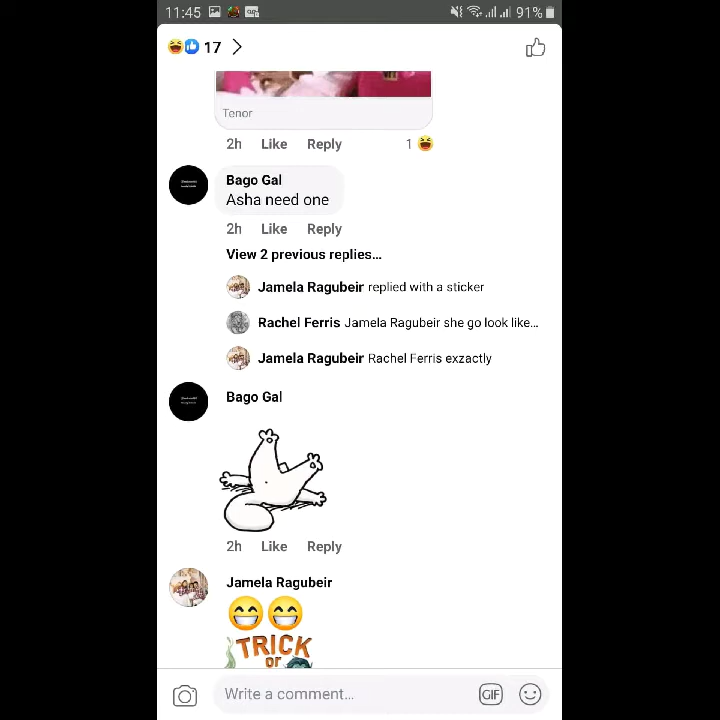 11:45
91%
17
Tenor
2h Like Reply 1
Bago Gal
Asha need one
2h Like Reply
View 2 previous replies...
Jamela Ragubeir replied with a sticker
Rachel Ferris Jamela Ragubeir she go look like...
Jamela Ragubeir Rachel Ferris exzactly
Bago Gal
2h Like Reply
Jamela Ragubeir
TRICK
or
Write a comment...
GIF